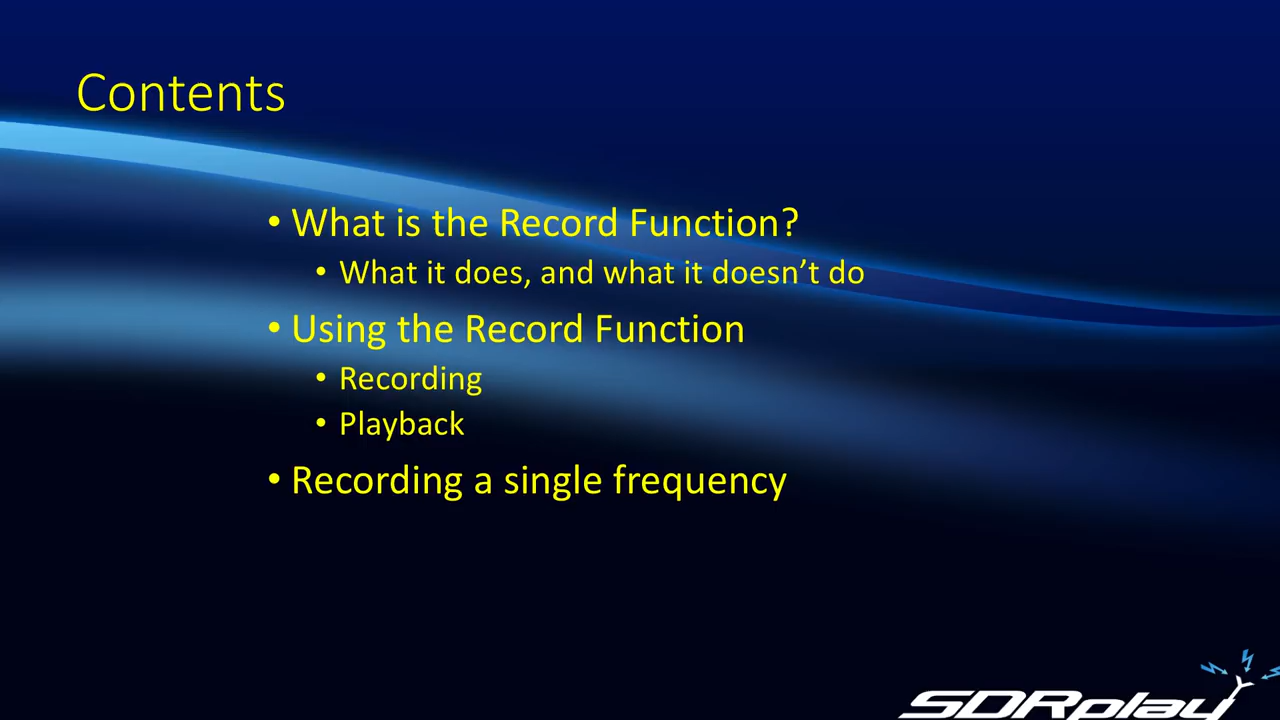 Contents
• What is the Record Function?
• What it does, and what it doesn’t do
• Using the Record Function
• Recording
• Playback
• Recording a single frequency
SDRplay